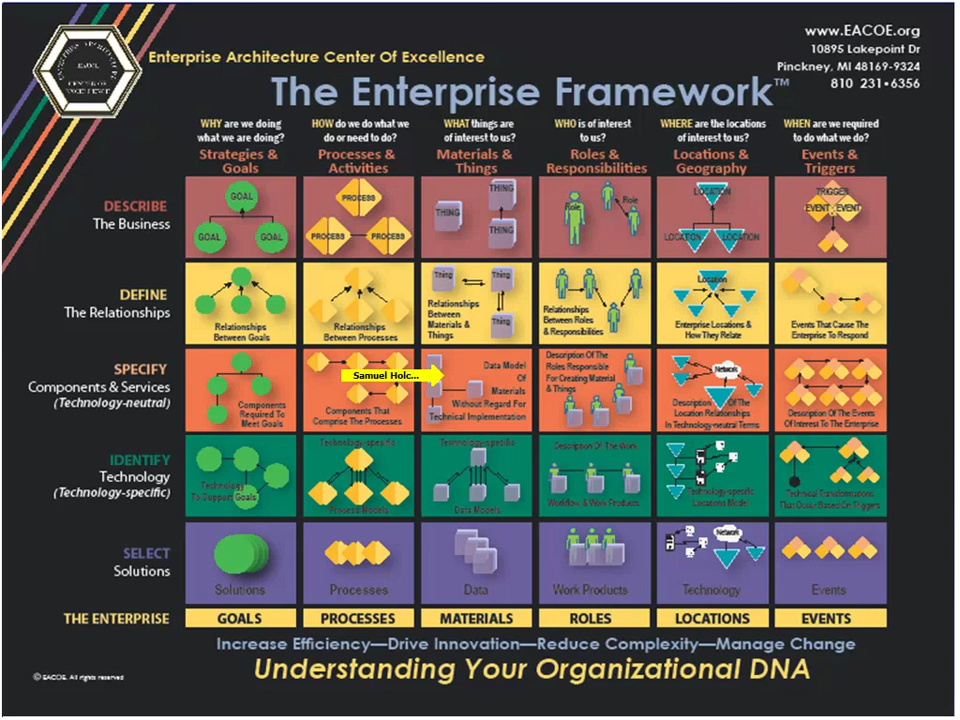 www.EACOE.org
10895 Lakepoint Dr
Pinckney, MI 48169-9324
810 231•6356
ENTERPRISE ARCHITECTURE
EACOE
CENTER OF
EXCELLENCE
Enterprise Architecture Center Of Excellence
The Enterprise Framework™
WHY are we doing
what we are doing?
Strategies &
Goals
HOW do we do what we
do or need to do?
Processes &
Activities
WHAT things are
of interest to us?
Materials &
Things
WHO is of interest
to us?
Roles &
Responsibilities
WHERE are the locations
of interest to us?
Locations &
Geography
WHEN are we required
to do what we do?
Events &
Triggers
DESCRIBE
The Business
GOAL
GOAL
GOAL
PROCESS
PROCESS
PROCESS
THING
THING
THING
Role
Role
LOCATION
LOCATION
LOCATION
TRIGGER
EVENT
EVENT
DEFINE
The Relationships
Relationships
Between Goals
Relationships
Between Processes
Thing
Thing
Thing
Relationships
Between
Materials &
Things
Relationships
Between Roles
& Responsibilities
Location
Enterprise Locations &
How They Relate
Events That Cause The
Enterprise To Respond
SPECIFY
Components & Services
(Technology-neutral)
Components
Required To
Meet Goals
Samuel Holc...
Components That
Comprise The Processes
Data Model
Of
Materials
Without Regard For
Technical Implementation
Description Of The
Roles Responsible
For Creating Material
& Things
Network
Description Of The
Location Relationships
In Technology-neutral Terms
Description Of The Events
Of Interest To The Enterprise
IDENTIFY
Technology
(Technology-specific)
Technology
To Support Goals
Technology-specific
Process Models
Technology-specific
Data Models
Description Of The Work
Workflow & Work Products
Technology-specific
Locations Model
Technical Transformations
That Occur Based On Triggers
SELECT
Solutions
Solutions
Processes
Data
Work Products
Network
Technology
Events
THE ENTERPRISE
GOALS
PROCESSES
MATERIALS
ROLES
LOCATIONS
EVENTS
Increase Efficiency—Drive Innovation—Reduce Complexity—Manage Change
Understanding Your Organizational DNA
© EACOE. All rights reserved